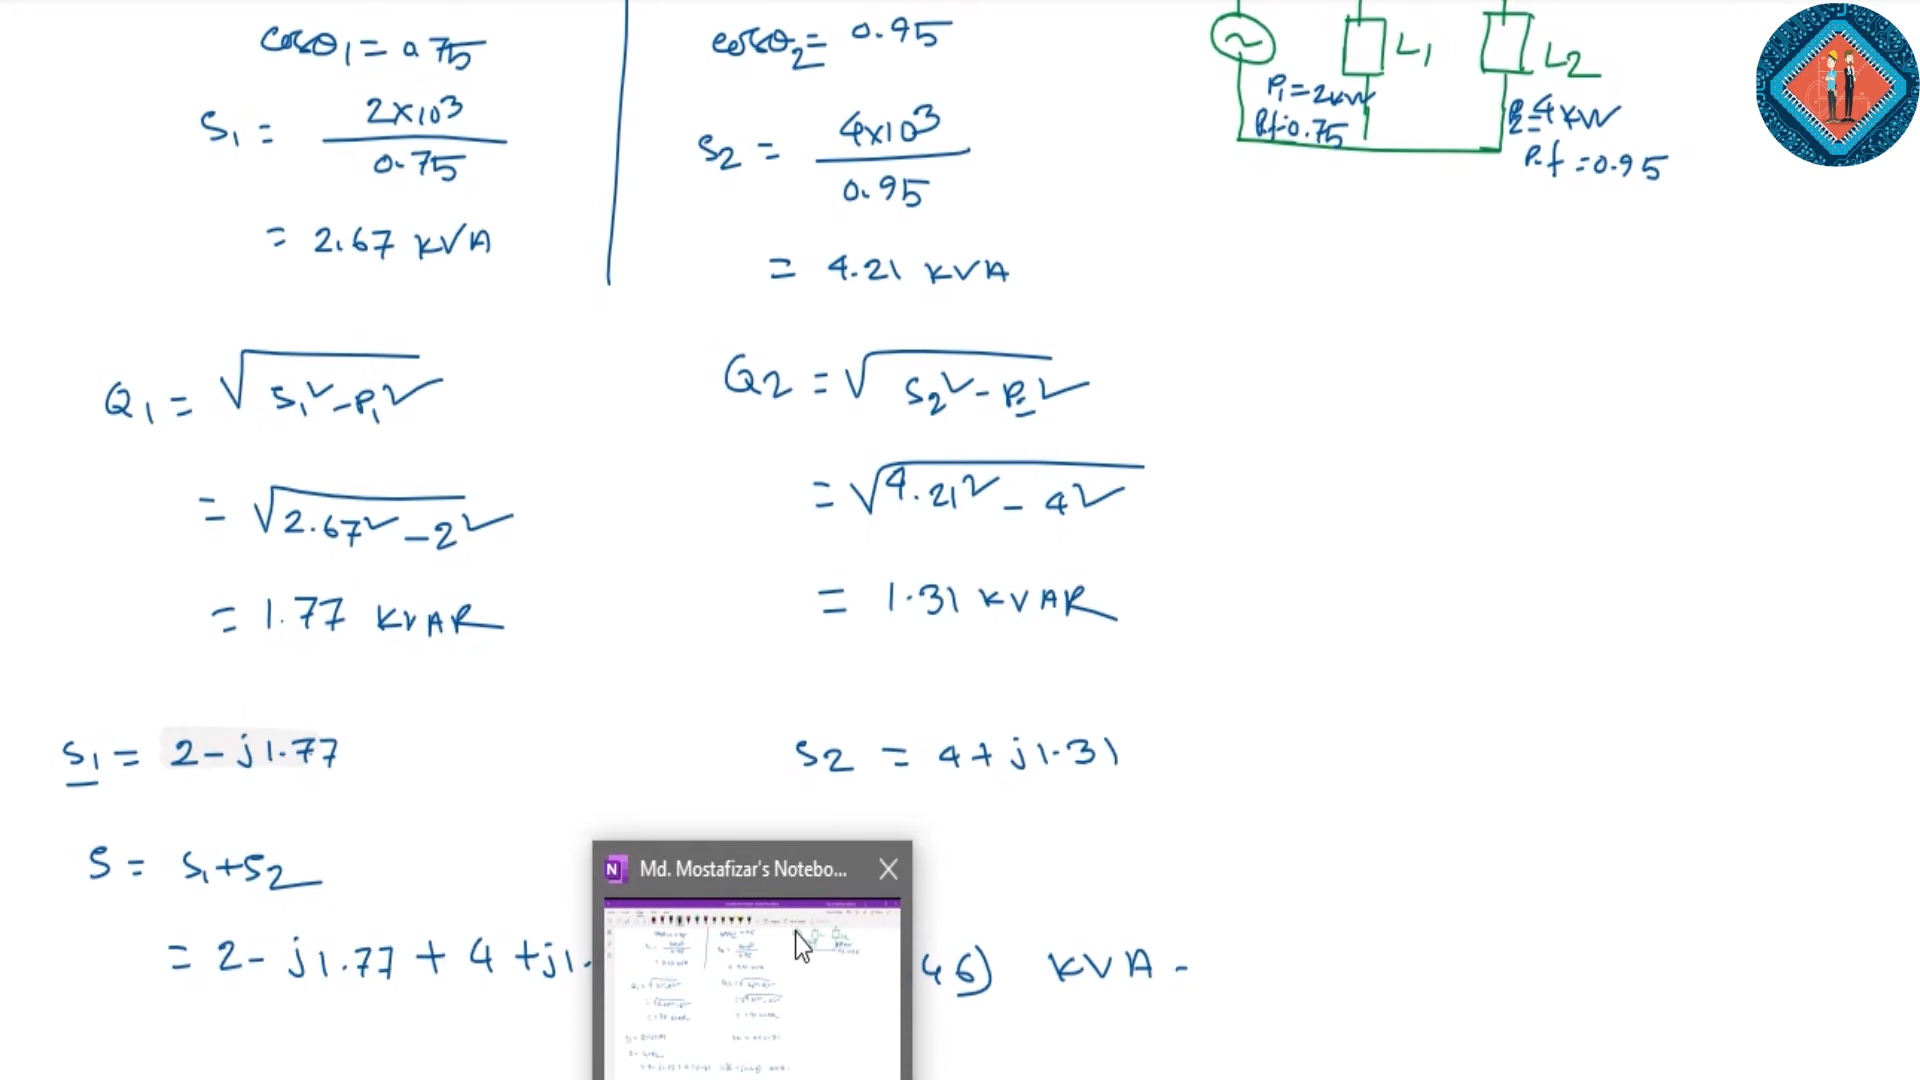 cosθ₁ = 0.75
S₁ = 2×10³ / 0.75
= 2.67 KVA
Q₁ = √S₁² - P₁²
= √2.67² - 2²
= 1.77 KVAR
S₁ = 2 - j1.77
S = S₁ + S₂
= 2 - j1.77 + 4 + j1.
46) KVA -
cosθ₂ = 0.95
S₂ = 4×10³ / 0.95
= 4.21 KVA
Q2 = √S₂² - P₂²
= √4.21² - 4²
= 1.31 KVAR
S2 = 4 + j1.31
L1
P₁ = 2KW
P.f = 0.75
L2
P₂ = 4 KW
P.f = 0.95
N Md. Mostafizar's Notebo...